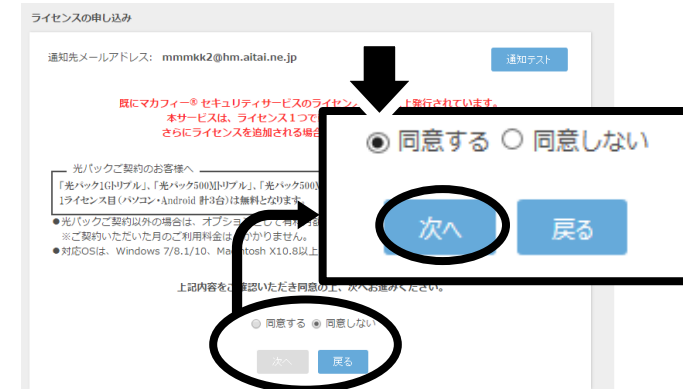 ライセンスの申し込み
通知先メールアドレス: mmmkk2@hm.aitai.ne.jp
通知テスト
既にマカフィー® セキュリティサービスのライセン 上発行されています。
本サービスは、ライセンス1つで
さらにライセンスを追加される場合
光パックご契約のお客様へ
「光パック1Gトリプル」、「光パック500Mトリプル」、「光パック500M
1ライセンス目(パソコン・Android 計3台)は無料となります。
●光パックご契約以外の場合は、オプションとして有料
※ご契約いただいた月のご利用料金は かかりません。
●対応OSは、Windows 7/8.1/10、Macintosh X10.8以上
上記内容をご確認いただき同意の上、次へお進みください。
同意する 同意しない
次へ 戻る
同意する 同意しない
次へ 戻る